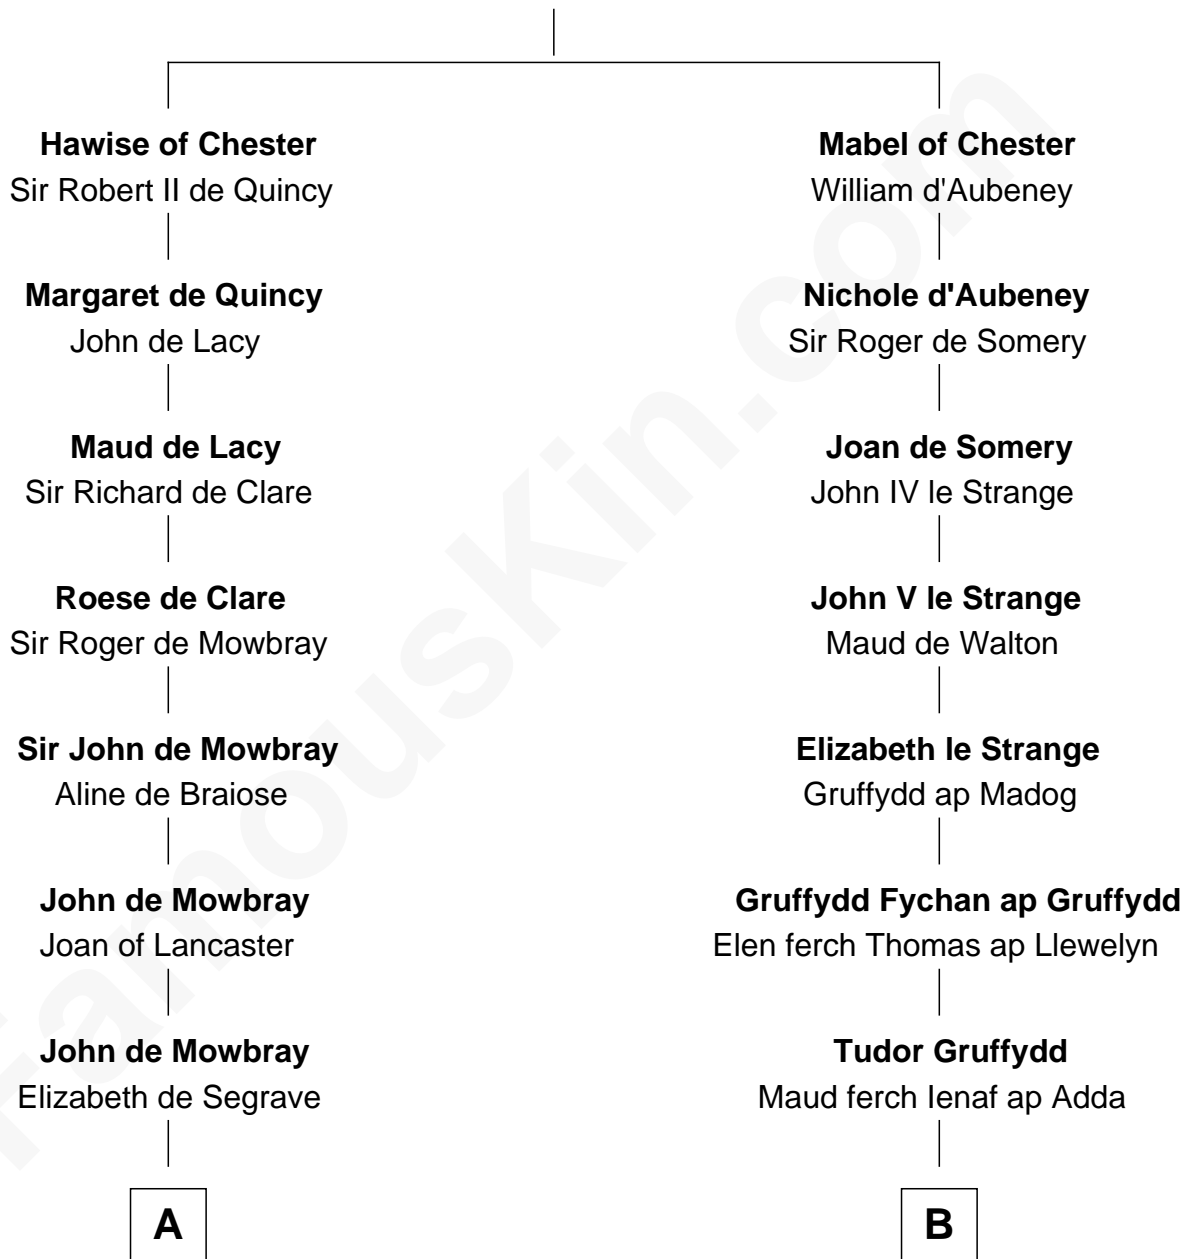 Hawise of Chester
Sir Robert II de Quincy
Margaret de Quincy
John de Lacy
Maud de Lacy
Sir Richard de Clare
Roese de Clare
Sir Roger de Mowbray
Sir John de Mowbray
Aline de Braiose
John de Mowbray
Joan of Lancaster
John de Mowbray
Elizabeth de Segrave
A
Mabel of Chester
William d'Aubeney
Nichole d'Aubeney
Sir Roger de Somery
Joan de Somery
John IV le Strange
John V le Strange
Maud de Walton
Elizabeth le Strange
Gruffydd ap Madog
Gruffydd Fychan ap Gruffydd
Elen ferch Thomas ap Llewelyn
Tudor Gruffydd
Maud ferch Ienaf ap Adda
B
FamousKin.com